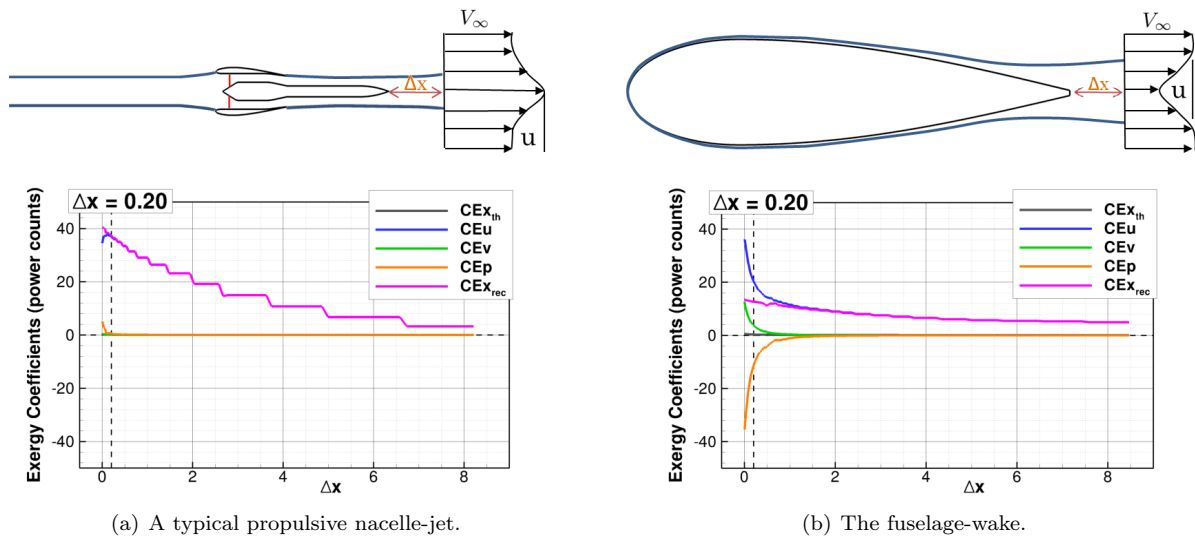 V∞
Δx
u
Δx = 0.20
CEx_th
CEu
CEv
CEp
CEx_rec
Exergy Coefficients (power counts)
40
20
0
-20
-40
0 2 4 6 8
Δx
(a) A typical propulsive nacelle-jet.
V∞
Δx
u
Δx = 0.20
CEx_th
CEu
CEv
CEp
CEx_rec
Exergy Coefficients (power counts)
40
20
0
-20
-40
0 2 4 6 8
Δx
(b) The fuselage-wake.